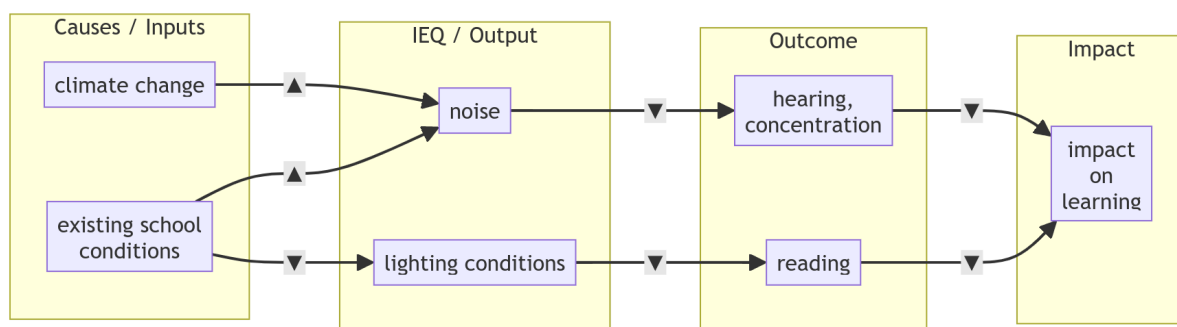 Causes / Inputs
IEQ / Output
Outcome
Impact
climate change
▲
noise
▼
hearing,
concentration
▼
impact
on
learning
▲
existing school
conditions
▼
lighting conditions
▼
reading
▼